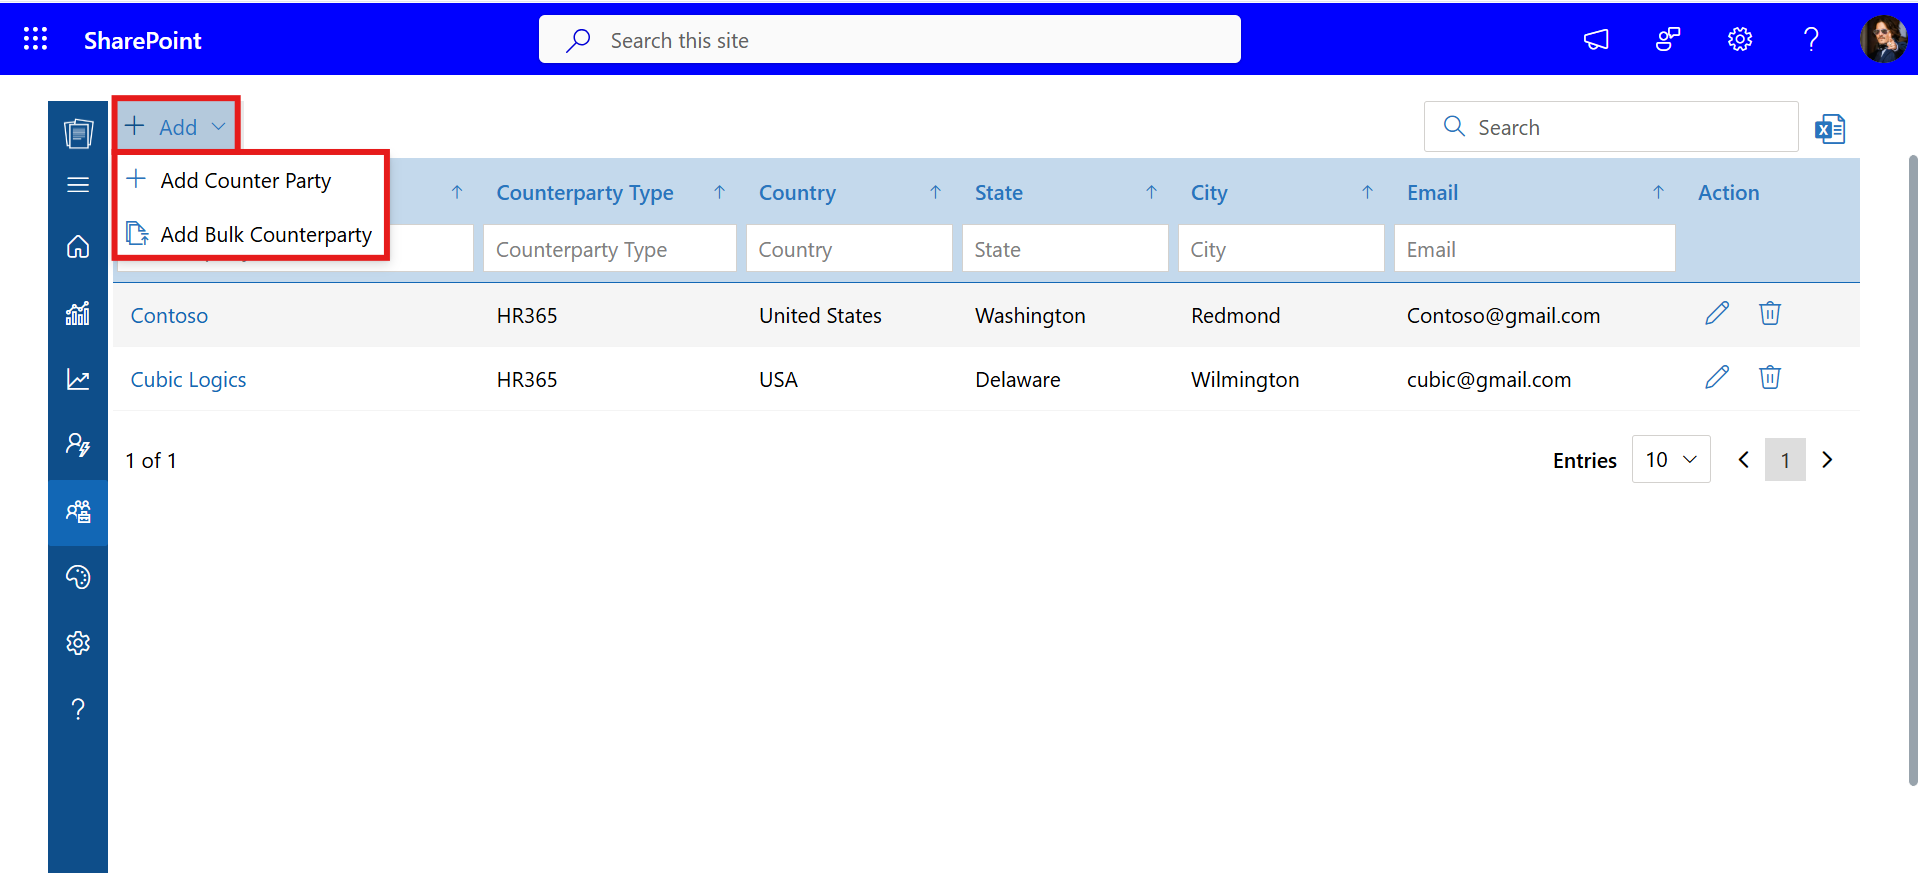 SharePoint
Search this site
Add
Search
Add Counter Party
Add Bulk Counterparty
Counterparty Type Country State City Email Action
Counterparty Type Country State City Email
Contoso HR365 United States Washington Redmond Contoso@gmail.com
Cubic Logics HR365 USA Delaware Wilmington cubic@gmail.com
1 of 1
Entries 10 1